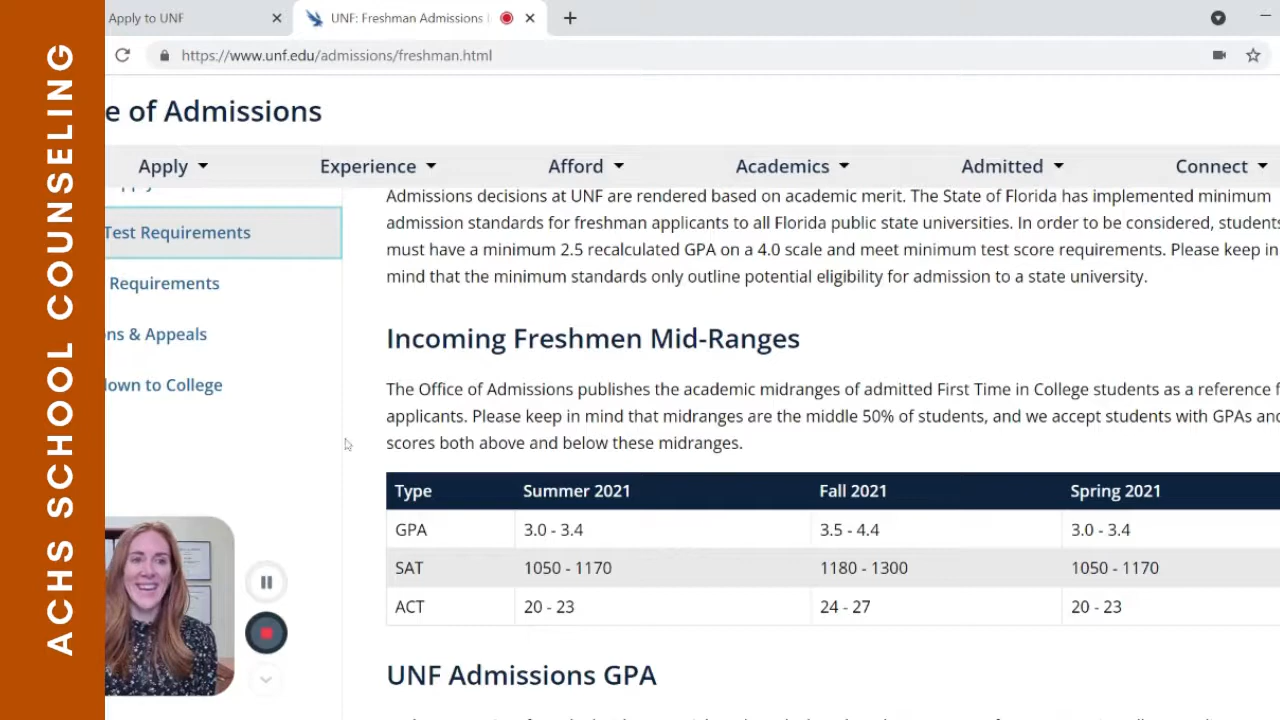 ACHS SCHOOL COUNSELING
Apply to UNF
UNF: Freshman Admissions
https://www.unf.edu/admissions/freshman.html
e of Admissions
Apply
Experience
Afford
Academics
Admitted
Connect
Test Requirements
Requirements
ns & Appeals
down to College
Admissions decisions at UNF are rendered based on academic merit. The State of Florida has implemented minimum
admission standards for freshman applicants to all Florida public state universities. In order to be considered, students
must have a minimum 2.5 recalculated GPA on a 4.0 scale and meet minimum test score requirements. Please keep in
mind that the minimum standards only outline potential eligibility for admission to a state university.
Incoming Freshmen Mid-Ranges
The Office of Admissions publishes the academic midranges of admitted First Time in College students as a reference f
applicants. Please keep in mind that midranges are the middle 50% of students, and we accept students with GPAs and
scores both above and below these midranges.
Type Summer 2021 Fall 2021 Spring 2021
GPA 3.0 - 3.4 3.5 - 4.4 3.0 - 3.4
SAT 1050 - 1170 1180 - 1300 1050 - 1170
ACT 20 - 23 24 - 27 20 - 23
UNF Admissions GPA